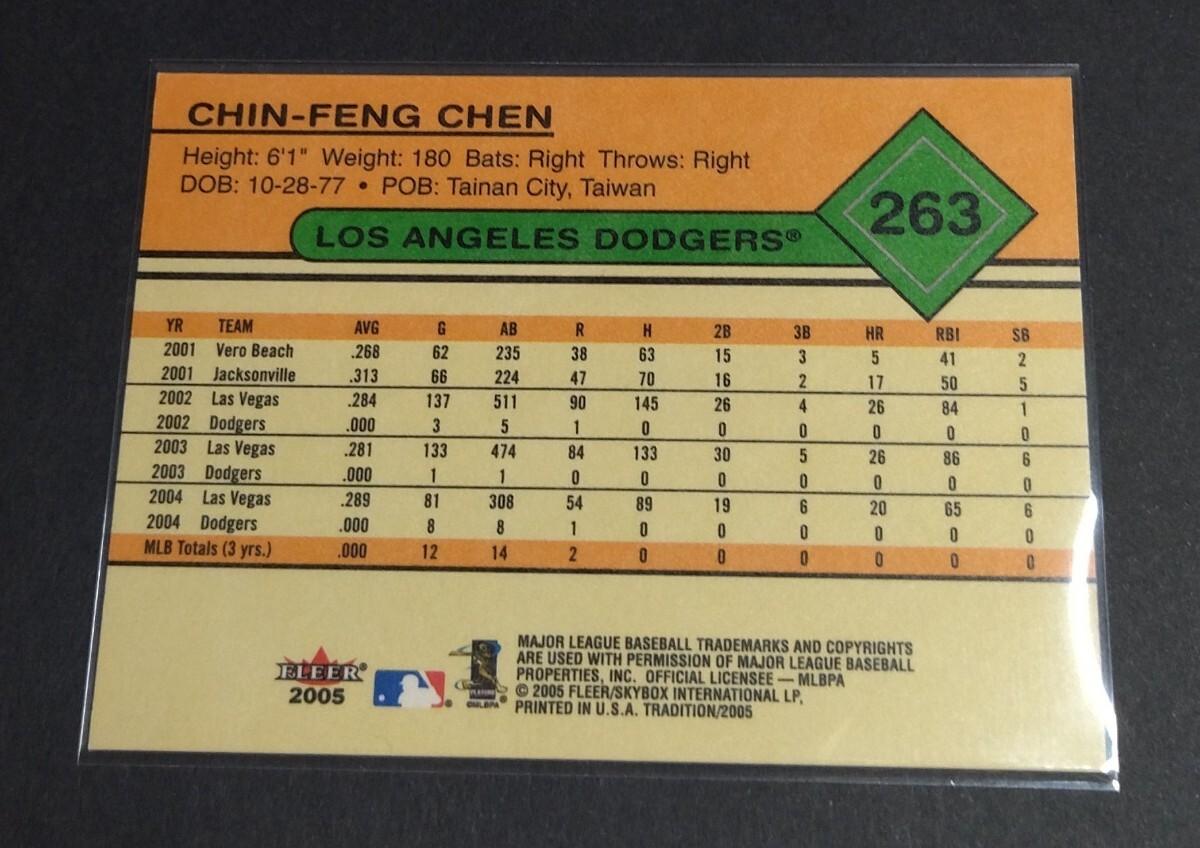 CHIN-FENG CHEN
Height: 6'1" Weight: 180 Bats: Right Throws: Right
DOB: 10-28-77 • POB: Tainan City, Taiwan
263
LOS ANGELES DODGERS®
YR TEAM AVG G AB R H 2B 3B HR RBI SB
2001 Vero Beach .268 62 235 38 63 15 3 5 41 2
2001 Jacksonville .313 66 224 47 70 16 2 17 50 5
2002 Las Vegas .284 137 511 90 145 26 4 26 84 1
2002 Dodgers .000 3 5 1 0 0 0 0 0 0
2003 Las Vegas .281 133 474 84 133 30 5 26 86 6
2003 Dodgers .000 1 1 0 0 0 0 0 0 0
2004 Las Vegas .289 81 308 54 89 19 6 20 65 6
2004 Dodgers .000 8 8 1 0 0 0 0 0 0
MLB Totals (3 yrs.) .000 12 14 2 0 0 0 0 0 0
FLEER®
2005
®
PLAYERS
®
©MLBPA
MAJOR LEAGUE BASEBALL TRADEMARKS AND COPYRIGHTS
ARE USED WITH PERMISSION OF MAJOR LEAGUE BASEBALL
PROPERTIES, INC. OFFICIAL LICENSEE — MLBPA
© 2005 FLEER/SKYBOX INTERNATIONAL LP,
PRINTED IN U.S.A. TRADITION/2005